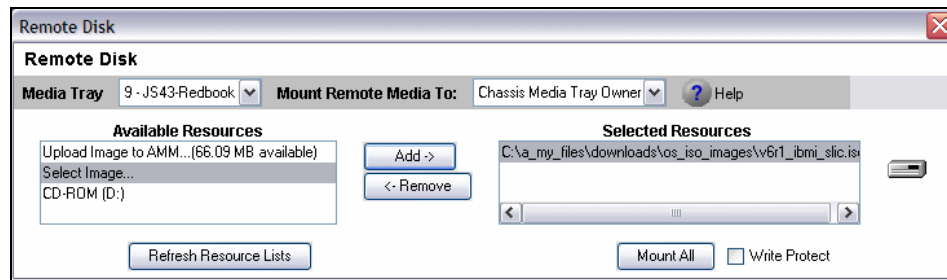 Remote Disk
Remote Disk
Media Tray 9 - JS43-Redbook Mount Remote Media To: Chassis Media Tray Owner ? Help
Available Resources Selected Resources
Upload Image to AMM...(66.09 MB available) Add -> C:\a_my_files\downloads\os_iso_images\v6r1_ibmi_slic.iso
Select Image... <- Remove
CD-ROM (D:)
Refresh Resource Lists Mount All Write Protect